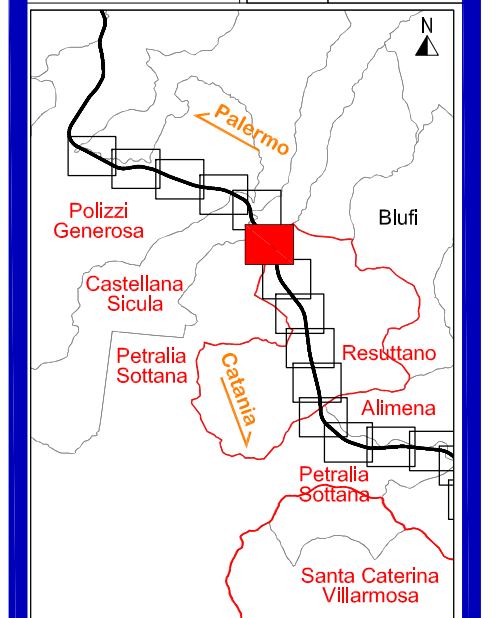 N
Palermo
Polizzi
Generosa
Blufi
Castellana
Sicula
Petralia
Sottana
Catania
Resuttano
Alimena
Petralia
Sottana
Santa Caterina
Villarmosa